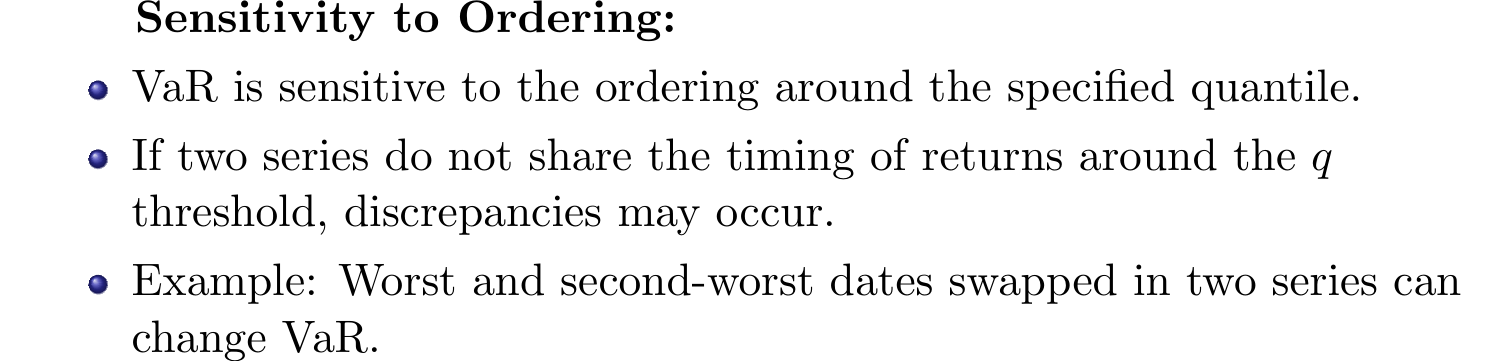 Sensitivity to Ordering:
VaR is sensitive to the ordering around the specified quantile.
If two series do not share the timing of returns around the q
threshold, discrepancies may occur.
Example: Worst and second-worst dates swapped in two series can
change VaR.